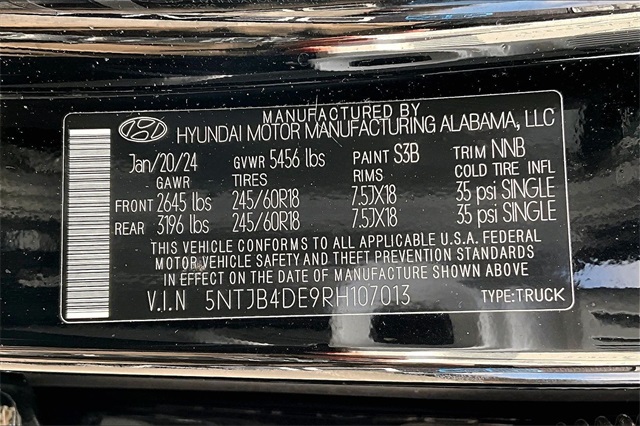 MANUFACTURED BY
HYUNDAI MOTOR MANUFACTURING ALABAMA, LLC
Jan/20/24 GVWR 5456 lbs PAINT S3B TRIM NNB
GAWR TIRES RIMS COLD TIRE INFL
FRONT 2645 lbs 245/60R18 7.5JX18 35 psi SINGLE
REAR 3196 lbs 245/60R18 7.5JX18 35 psi SINGLE
THIS VEHICLE CONFORMS TO ALL APPLICABLE U.S.A. FEDERAL
MOTOR VEHICLE SAFETY AND THEFT PREVENTION STANDARDS
IN EFFECT ON THE DATE OF MANUFACTURE SHOWN ABOVE
V.I.N 5NTJB4DE9RH107013 TYPE:TRUCK